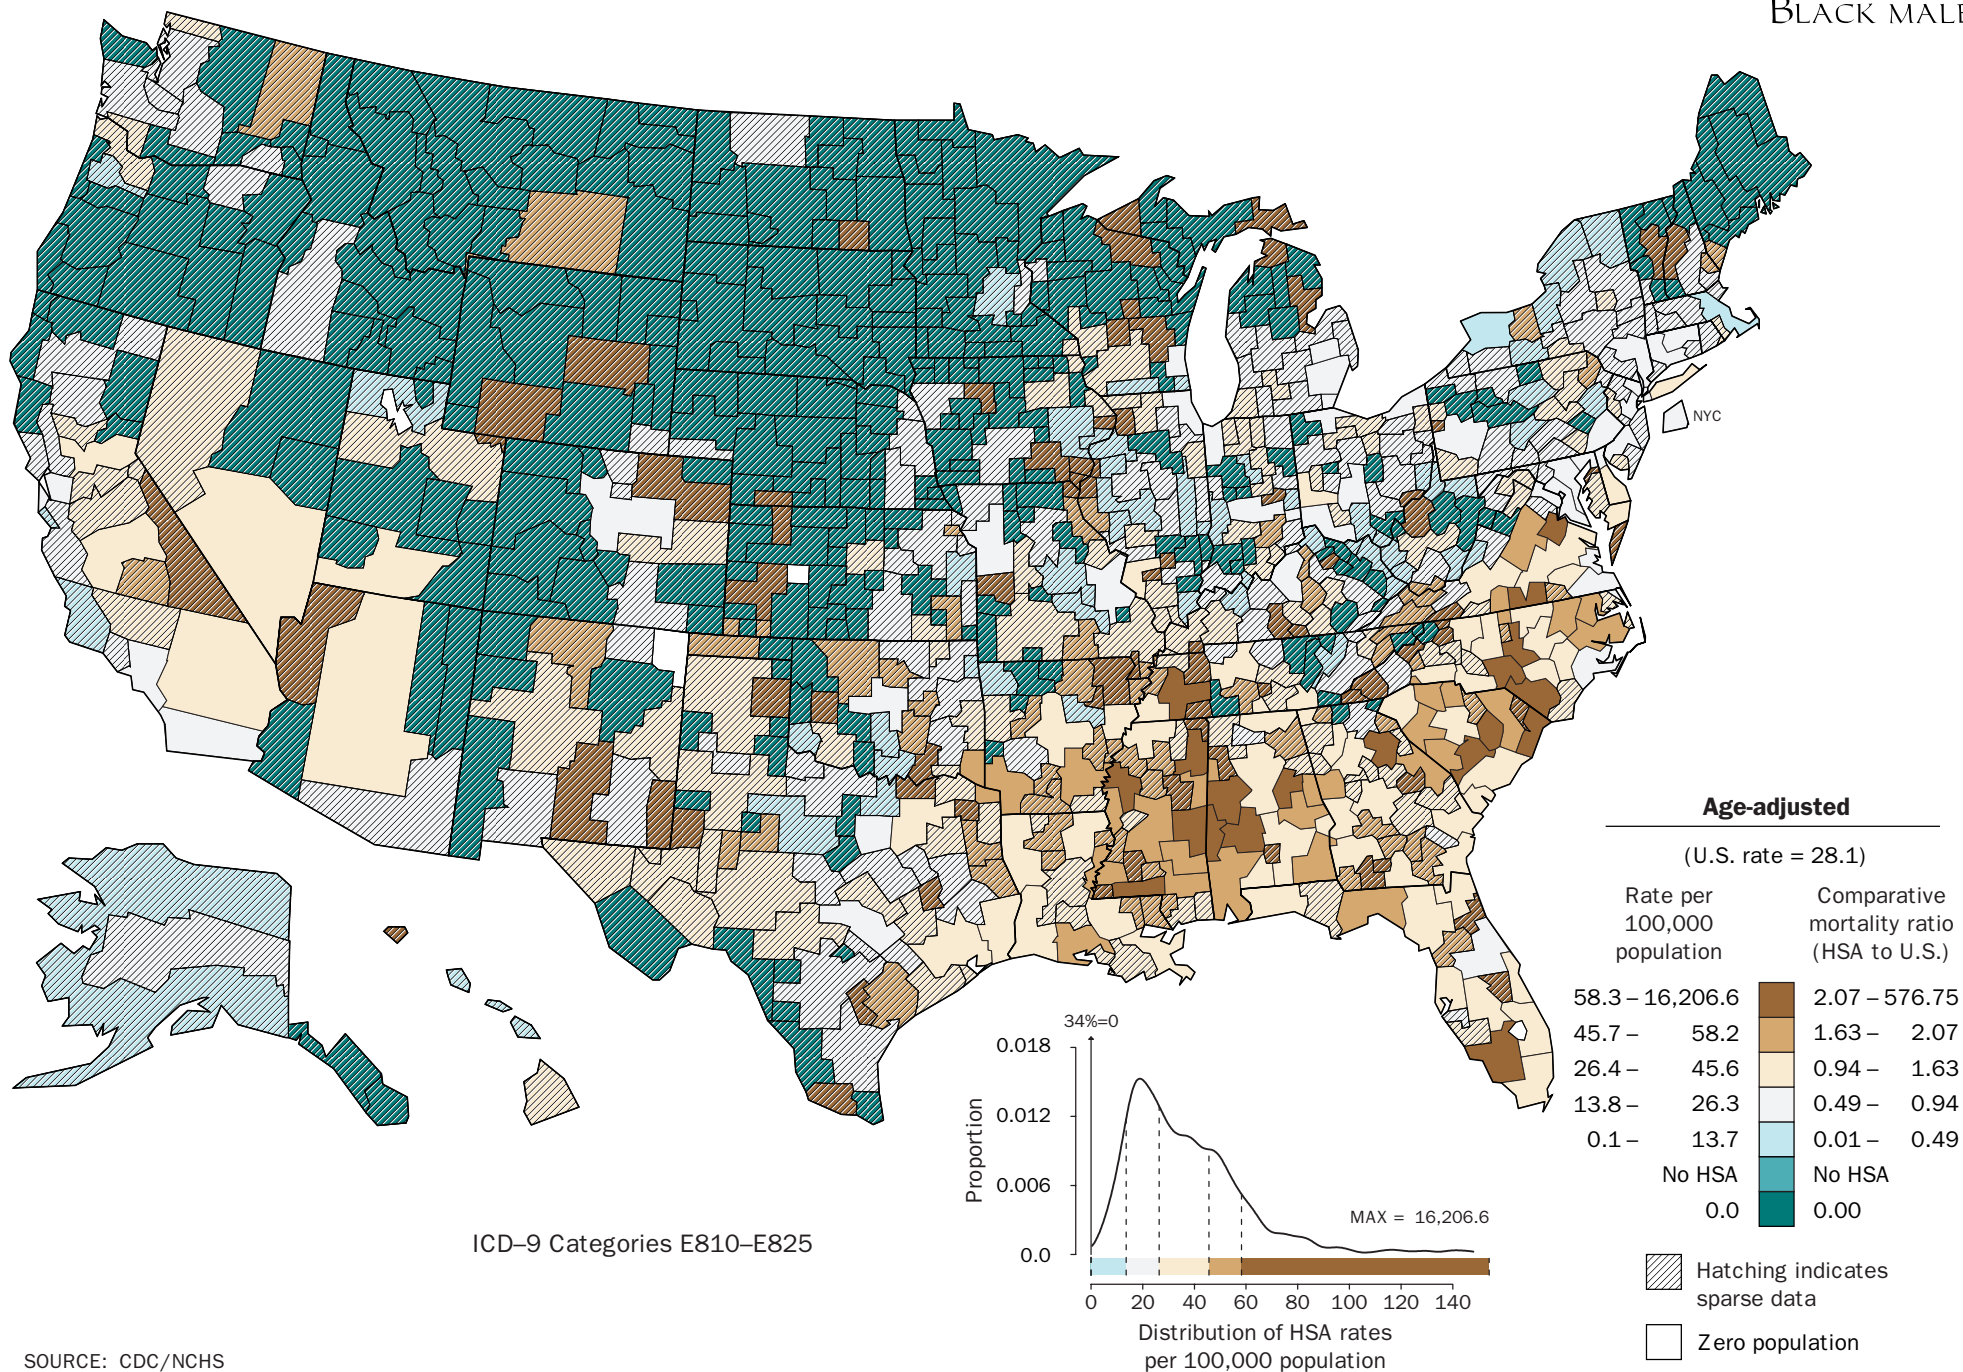 BLACK MALE
NYC
Age-adjusted
(U.S. rate = 28.1)
Rate per
100,000
population
Comparative
mortality ratio
(HSA to U.S.)
58.3 – 16,206.6 2.07 – 576.75
45.7 – 58.2 1.63 – 2.07
26.4 – 45.6 0.94 – 1.63
13.8 – 26.3 0.49 – 0.94
0.1 – 13.7 0.01 – 0.49
No HSA No HSA
0.0 0.00
Hatching indicates
sparse data
Zero population
34%=0
0.018
0.012
0.006
0.0
Proportion
MAX = 16,206.6
0 20 40 60 80 100 120 140
Distribution of HSA rates
per 100,000 population
ICD–9 Categories E810–E825
SOURCE: CDC/NCHS